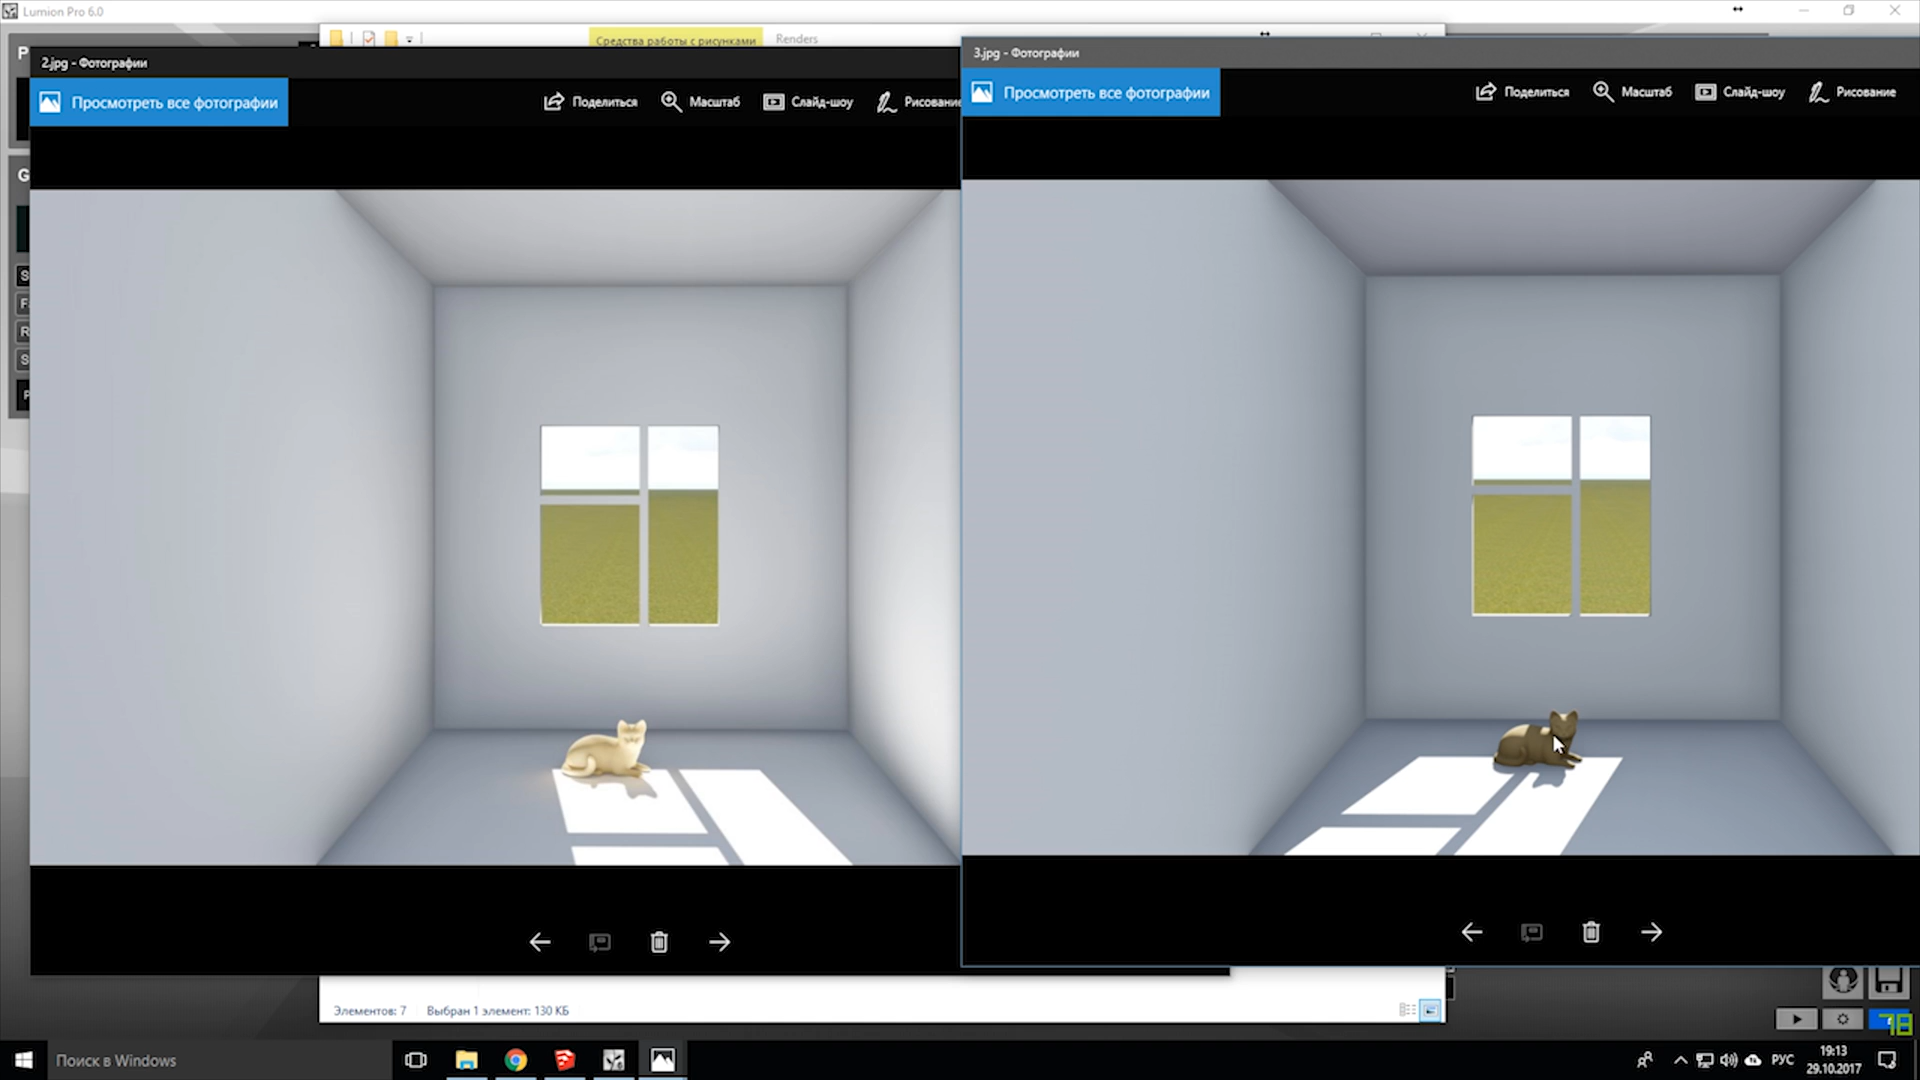 Lumion Pro 6.0
Средства работы с рисунками
Renders
2.jpg - Фотографии
Просмотреть все фотографии
Поделиться
Масштаб
Слайд-шоу
Рисование
3.jpg - Фотографии
Просмотреть все фотографии
Поделиться
Масштаб
Слайд-шоу
Рисование
P
G
S
F
R
S
Элементов: 7
Выбран 1 элемент: 130 КБ
78
Поиск в Windows
РУС
19:13
29.10.2017